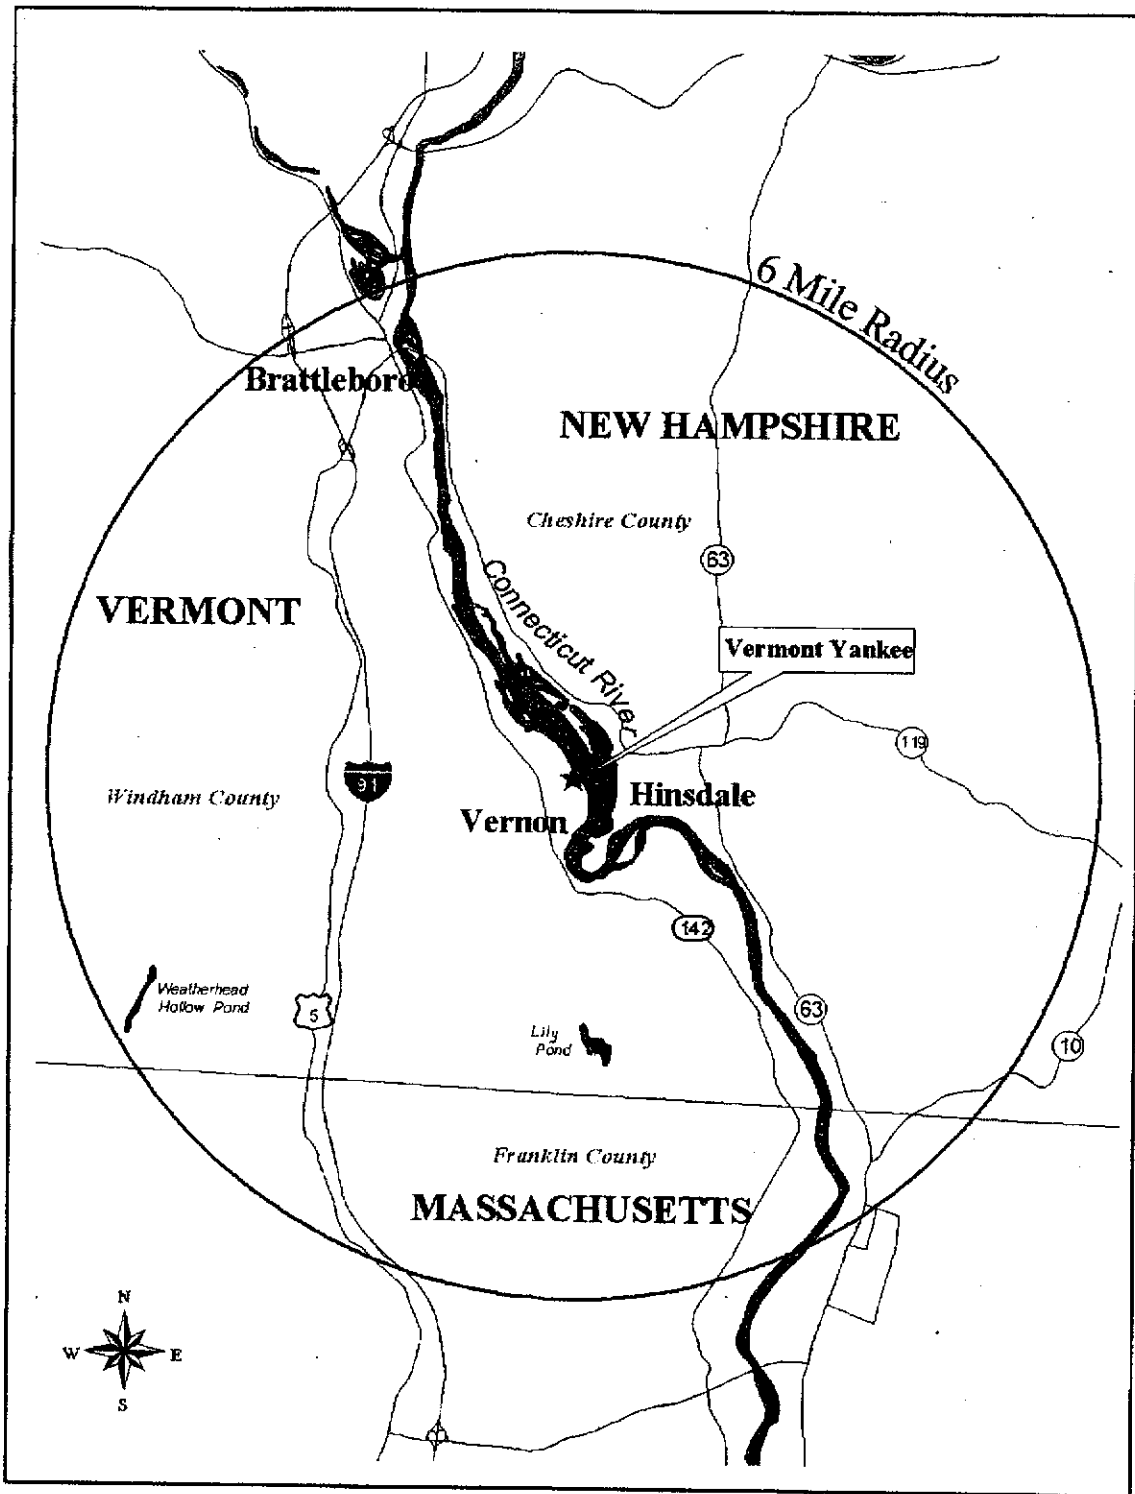 6 Mile Radius
Brattleboro
NEW HAMPSHIRE
Cheshire County
63
Connecticut River
VERMONT
Vermont Yankee
119
91
Windham County
Hinsdale
Vernon
142
Weatherhead
Hollow Pond
5
63
Lily
Pond
10
Franklin County
MASSACHUSETTS
N
W
E
S